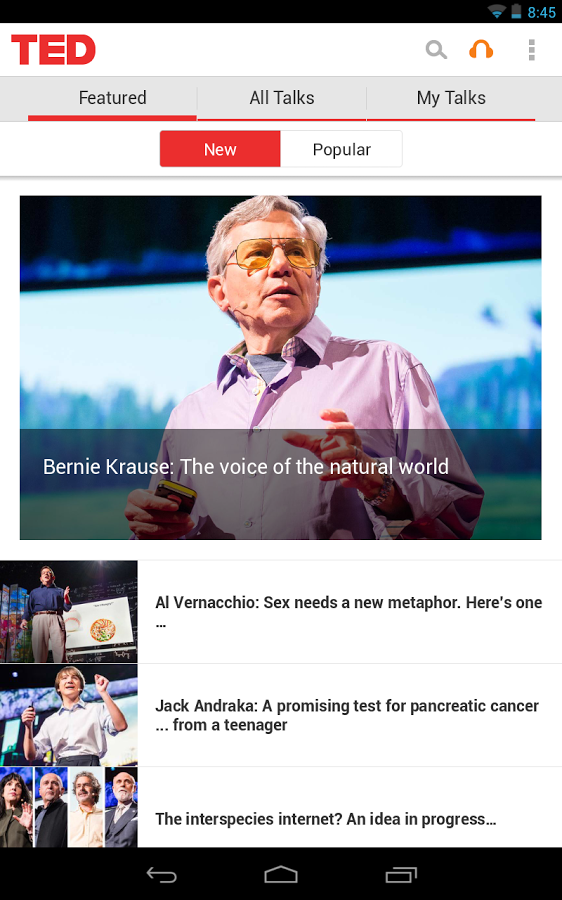 8:45
TED
Featured
All Talks
My Talks
New
Popular
Bernie Krause: The voice of the natural world
Al Vernacchio: Sex needs a new metaphor. Here's one
...
Jack Andraka: A promising test for pancreatic cancer
... from a teenager
The interspecies internet? An idea in progress...